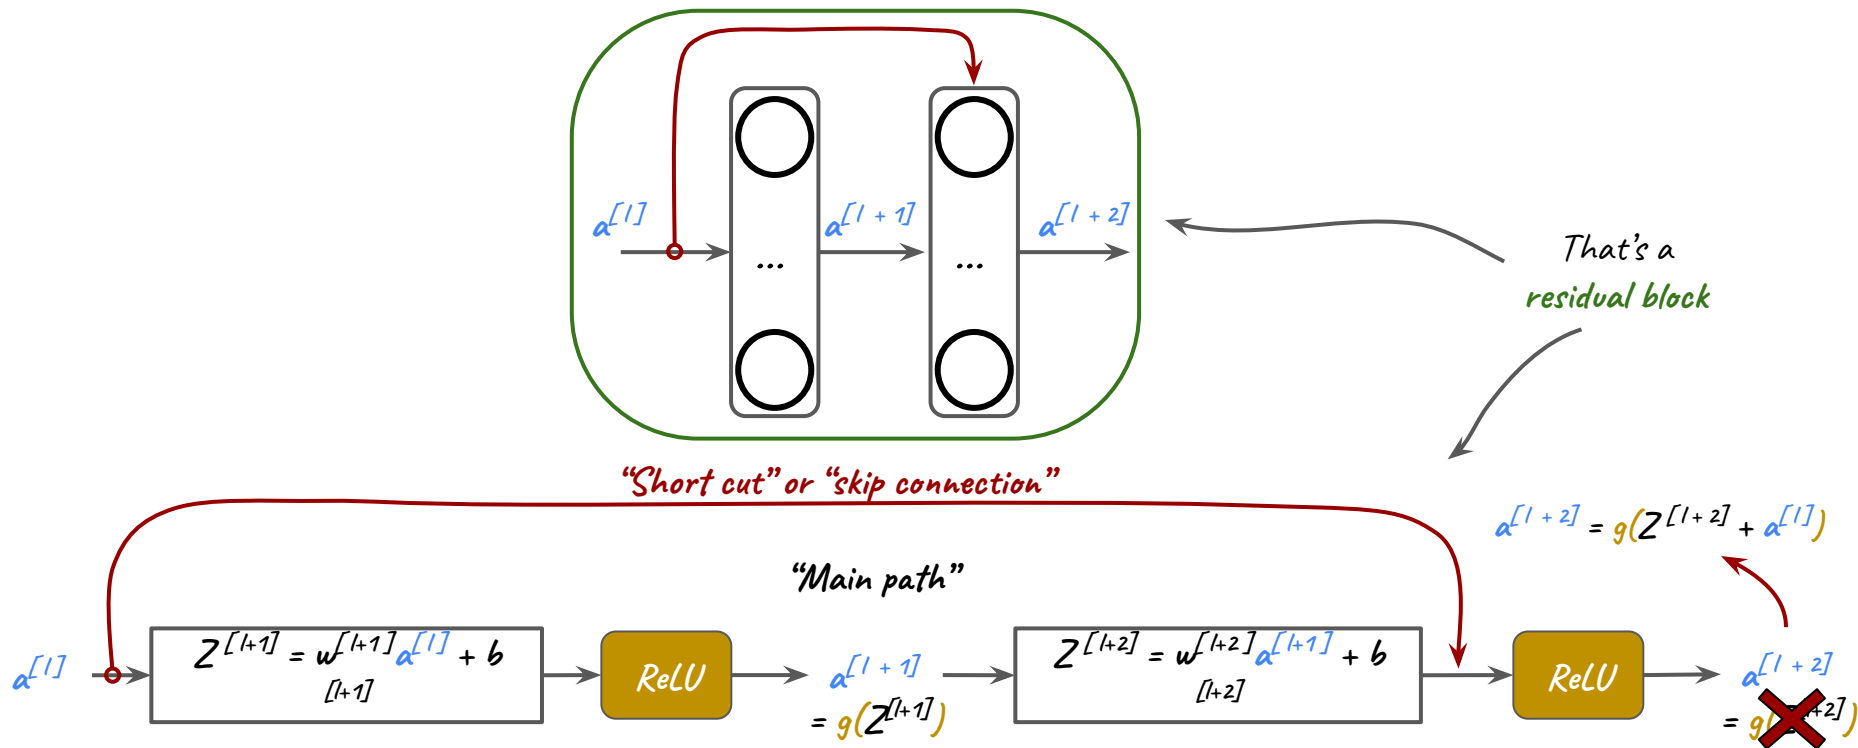 a[l]
a[l + 1]
a[l + 2]
...
...
That's a
residual block
"Short cut" or "skip connection"
a[l + 2] = g(Z[l + 2] + a[l])
"Main path"
a[l]
Z[l+1] = w[l+1]a[l] + b
[l+1]
ReLU
a[l + 1]
= g(Z[l+1])
Z[l+2] = w[l+2]a[l+1] + b
[l+2]
ReLU
a[l + 2]
= g( +2])